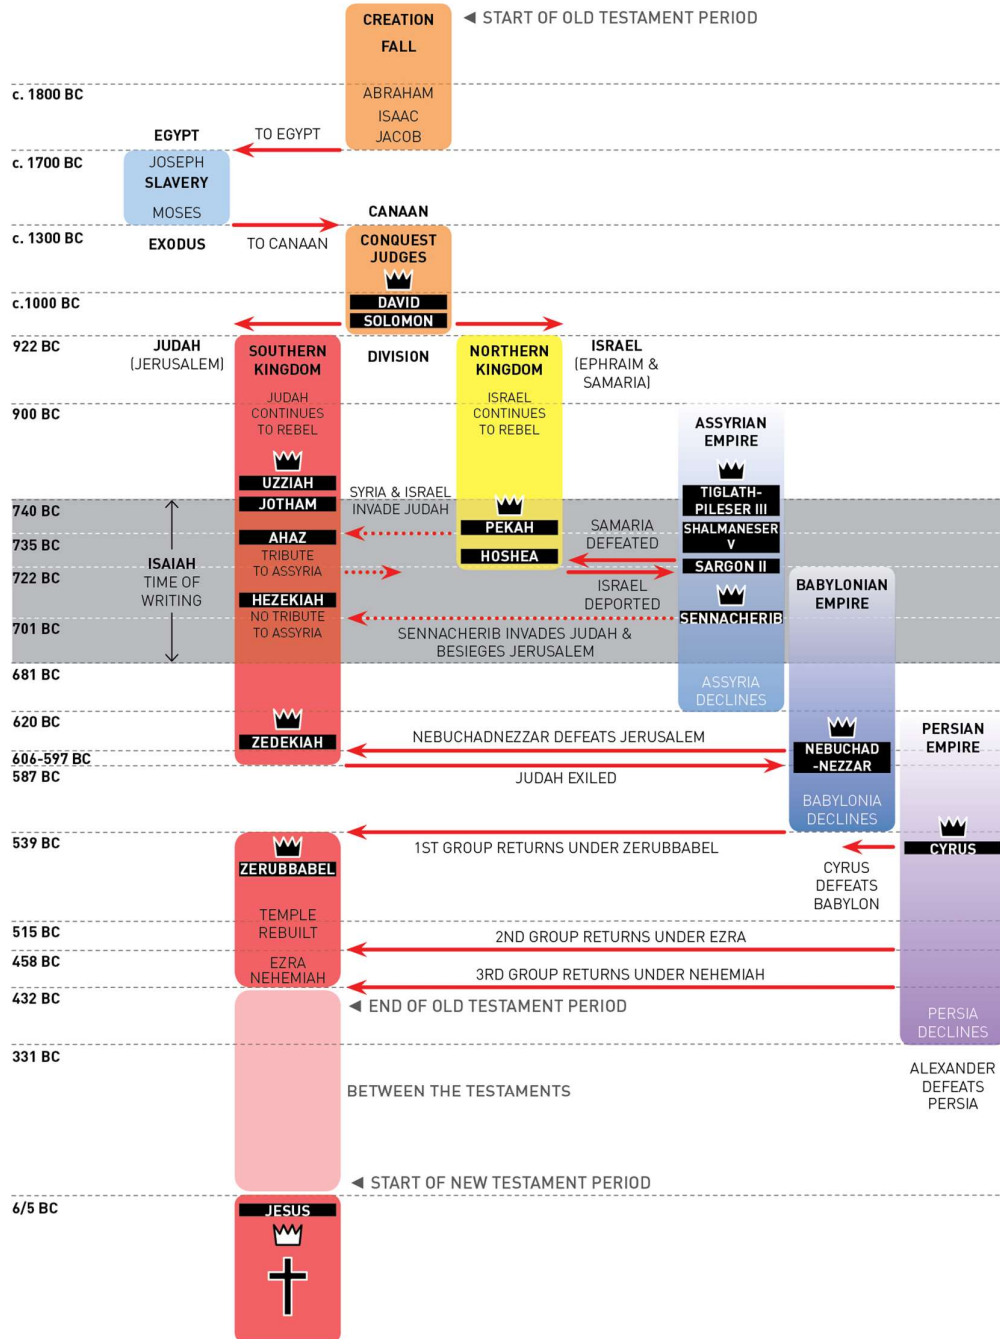 CREATION
FALL
◄ START OF OLD TESTAMENT PERIOD
c. 1800 BC
ABRAHAM
ISAAC
JACOB
EGYPT
TO EGYPT
c. 1700 BC
JOSEPH
SLAVERY
MOSES
CANAAN
c. 1300 BC
EXODUS
TO CANAAN
CONQUEST
JUDGES
c.1000 BC
DAVID
SOLOMON
922 BC
JUDAH
(JERUSALEM)
SOUTHERN
KINGDOM
DIVISION
NORTHERN
KINGDOM
ISRAEL
(EPHRAIM &
SAMARIA)
JUDAH
CONTINUES
TO REBEL
ISRAEL
CONTINUES
TO REBEL
900 BC
ASSYRIAN
EMPIRE
UZZIAH
JOTHAM
SYRIA & ISRAEL
INVADE JUDAH
TIGLATH-
PILESER III
740 BC
AHAZ
TRIBUTE
TO ASSYRIA
PEKAH
SAMARIA
DEFEATED
SHALMANESER
V
735 BC
HOSHEA
ISAIAH
TIME OF
WRITING
SARGON II
722 BC
ISRAEL
DEPORTED
BABYLONIAN
EMPIRE
HEZEKIAH
NO TRIBUTE
TO ASSYRIA
SENNACHERIB
701 BC
SENNACHERIB INVADES JUDAH &
BESIEGES JERUSALEM
681 BC
ASSYRIA
DECLINES
620 BC
ZEDEKIAH
NEBUCHADNEZZAR DEFEATS JERUSALEM
NEBUCHAD
-NEZZAR
PERSIAN
EMPIRE
606-597 BC
587 BC
JUDAH EXILED
BABYLONIA
DECLINES
539 BC
1ST GROUP RETURNS UNDER ZERUBBABEL
CYRUS
ZERUBBABEL
CYRUS
DEFEATS
BABYLON
515 BC
TEMPLE
REBUILT
2ND GROUP RETURNS UNDER EZRA
458 BC
EZRA
NEHEMIAH
3RD GROUP RETURNS UNDER NEHEMIAH
432 BC
◄ END OF OLD TESTAMENT PERIOD
PERSIA
DECLINES
331 BC
ALEXANDER
DEFEATS
PERSIA
BETWEEN THE TESTAMENTS
◄ START OF NEW TESTAMENT PERIOD
6/5 BC
JESUS